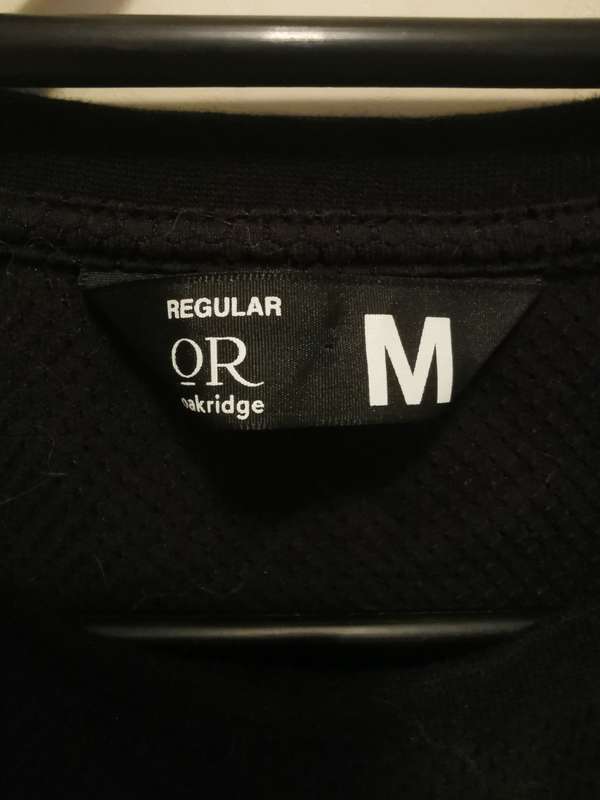 REGULAR
OR
oakridge
M